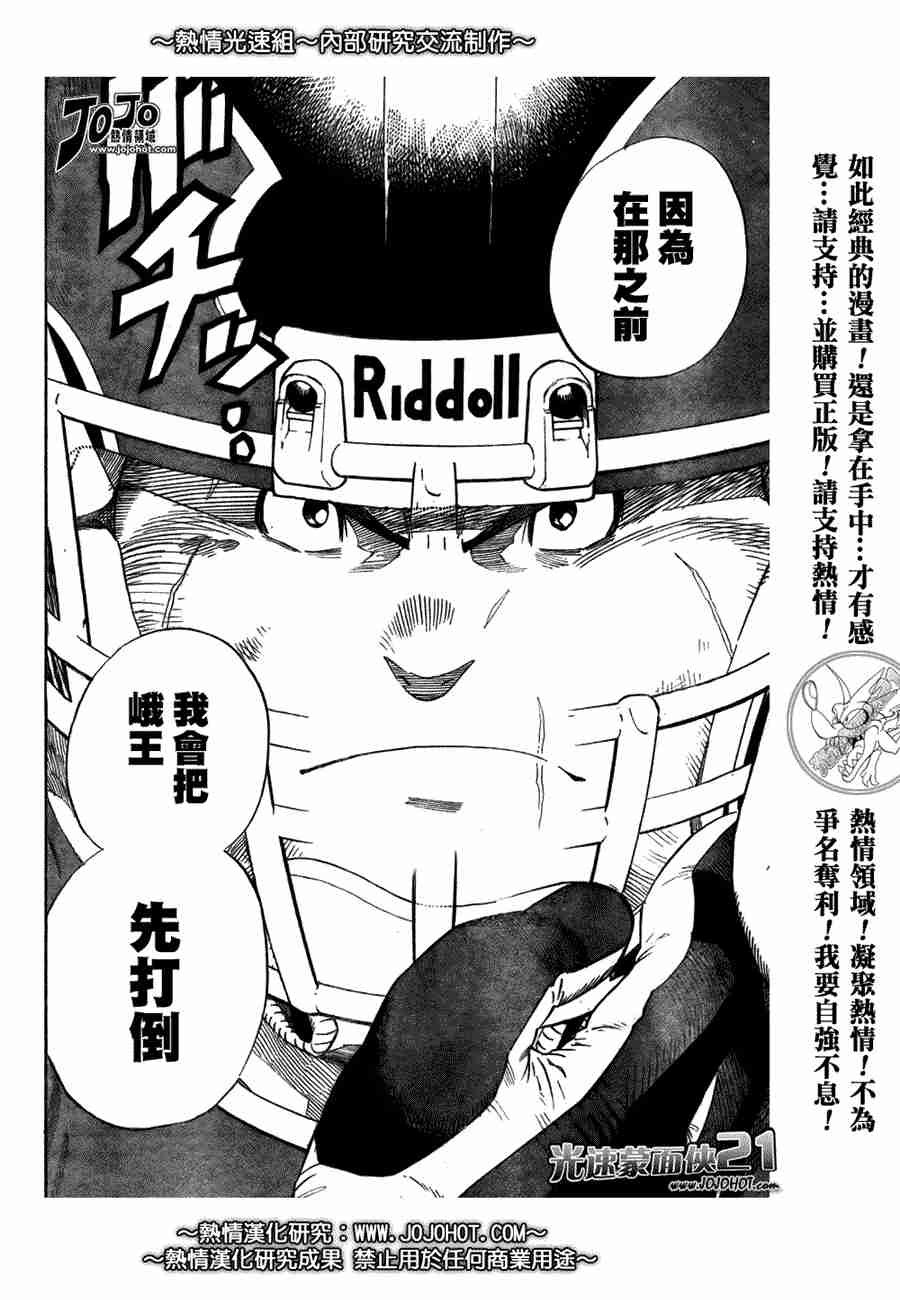 ～熱情光速組～內部研究交流制作～
JOJO
熱情領域
www.jojohot.com
因為
在那之前
ガチッ
Riddoll
我會把
峨王
先打倒
如此經典的漫畫！還是拿在手中…才有感
覺…請支持…並購買正版！請支持熱情！
熱情領域！凝聚熱情！不為
爭名奪利！我要自強不息！
光速蒙面俠21
www.JOJOHOT.com
～熱情漢化研究：WWW.JOJOHOT.COM～
～熱情漢化研究成果 禁止用於任何商業用途～